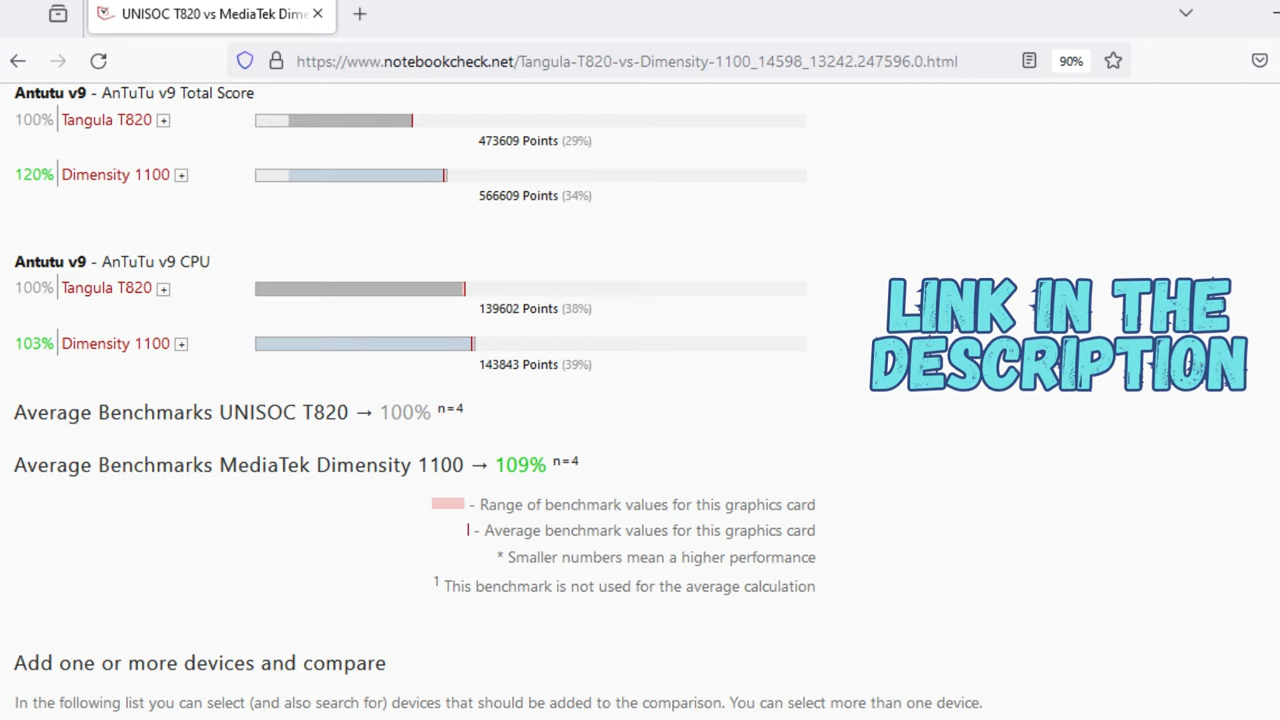 UNISOC T820 vs MediaTek Dim
https://www.notebookcheck.net/Tangula-T820-vs-Dimensity-1100_14598_13242.247596.0.html
90%
Antutu v9 - AnTuTu v9 Total Score
100% Tangula T820 +
473609 Points (29%)
120% Dimensity 1100 +
566609 Points (34%)
Antutu v9 - AnTuTu v9 CPU
100% Tangula T820 +
139602 Points (38%)
103% Dimensity 1100 +
143843 Points (39%)
LINK IN THE
DESCRIPTION
Average Benchmarks UNISOC T820 → 100% n=4
Average Benchmarks MediaTek Dimensity 1100 → 109% n=4
- Range of benchmark values for this graphics card
- Average benchmark values for this graphics card
* Smaller numbers mean a higher performance
1 This benchmark is not used for the average calculation
Add one or more devices and compare
In the following list you can select (and also search for) devices that should be added to the comparison. You can select more than one device.